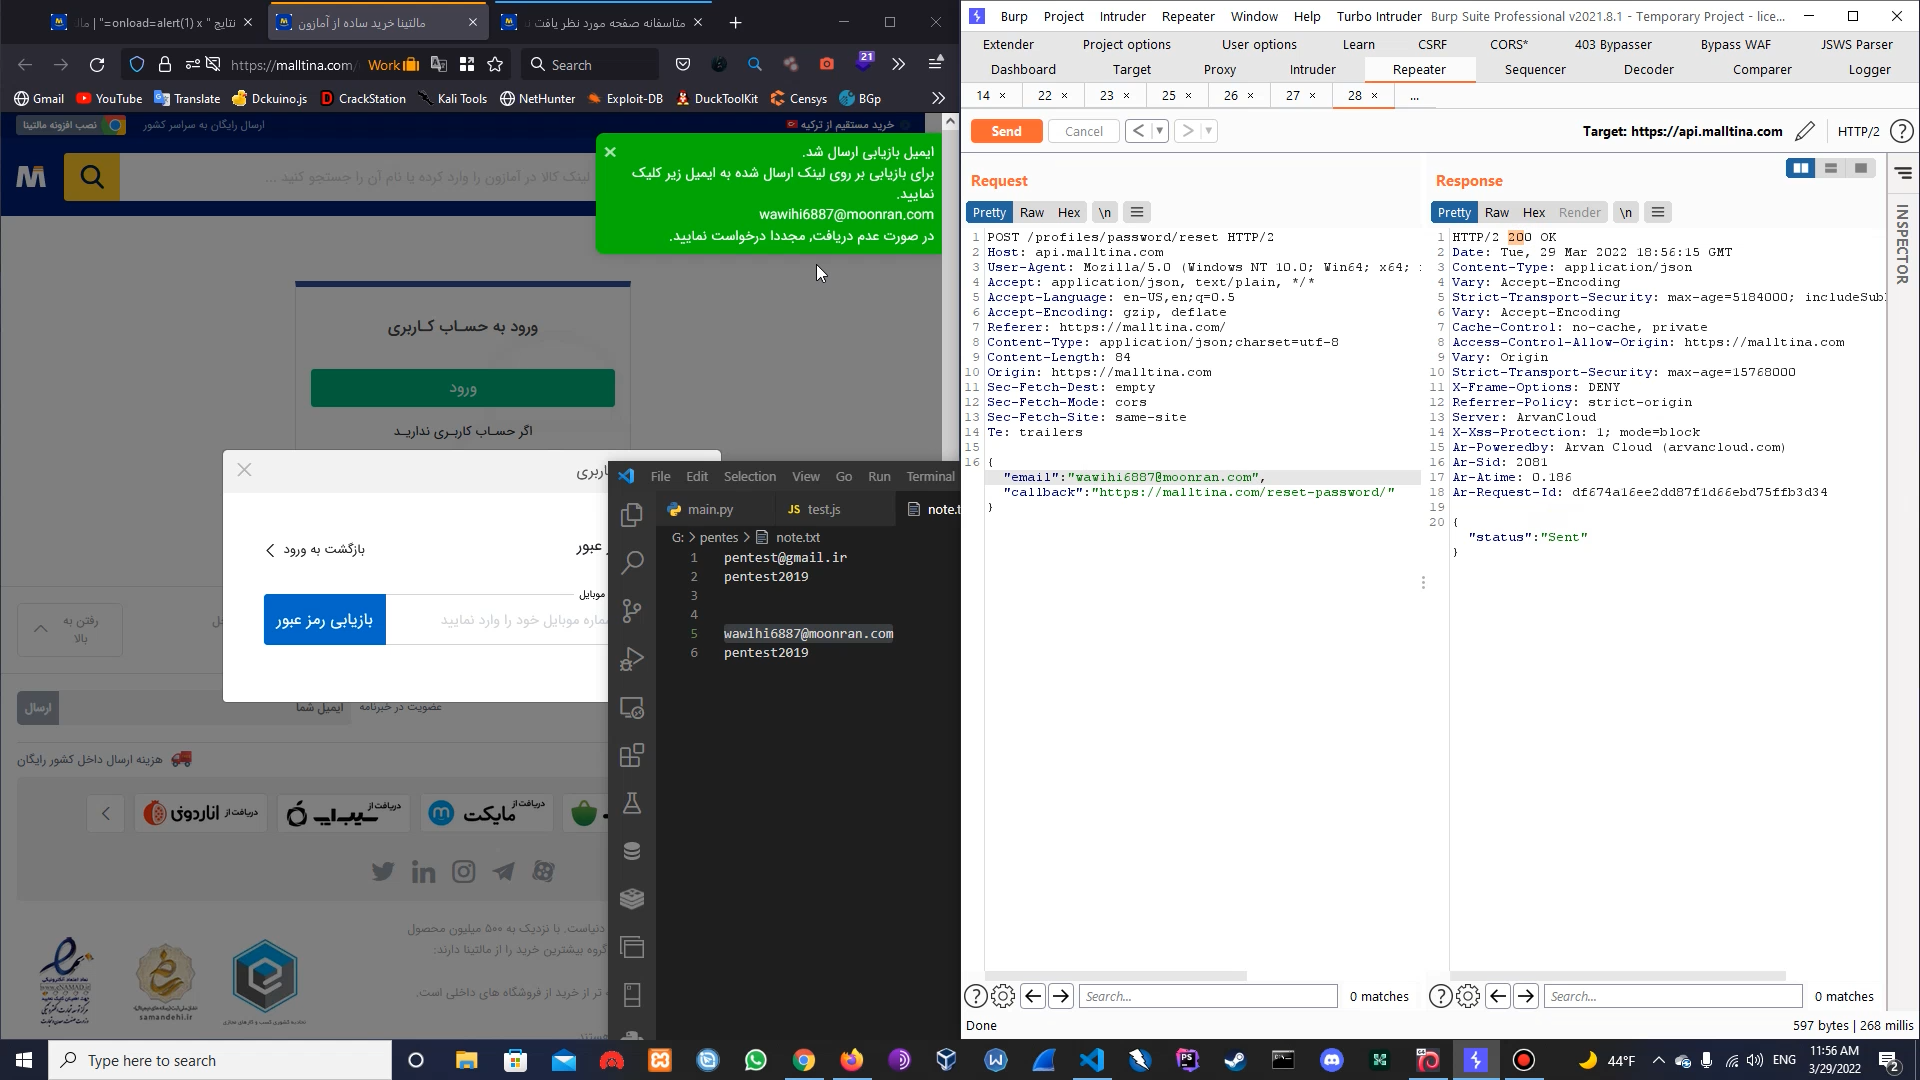 نتایج " x (1)onload=alert="
مالتینا خرید ساده از آمازون
متاسفانه صفحه مورد نظر یافت
https://malltina.com/
Work
Search
21
Gmail
YouTube
Translate
Dckuino.js
CrackStation
Kali Tools
NetHunter
Exploit-DB
DuckToolKit
Censys
BGp
نصب افزونه مالتینا
ارسال رایگان به سراسر کشور
خرید مستقیم از ترکیه
لینک کالا در آمازون را وارد کرده یا نام آن را جستجو کنید ...
ایمیل بازیابی ارسال شد.
برای بازیابی بر روی لینک ارسال شده به ایمیل زیر کلیک
نمایید.
wawihi6887@moonran.com
در صورت عدم دریافت, مجددا درخواست نمایید.
ورود به حساب کاربری
ورود
اگر حساب کاربری ندارید
بازگشت به ورود
عبور
موبایل
بازیابی رمز عبور
ماره موبایل خود را وارد نمایید
رفتن به
بالا
ارسال
ایمیل شما
عضویت در خبرنامه
هزینه ارسال داخل کشور رایگان
دریافت از اناردونی
دریافت از سیب‌اپ
دریافت از مایکت
دنیاست. با نزدیک به ۵۰۰ میلیون محصول
گروه بیشترین خرید را از مالتینا دارند:
تر از خرید از فروشگاه های داخلی است.
samandehi.ir
File
Edit
Selection
View
Go
Run
Terminal
main.py
JS test.js
note.t
G: > pentes > note.txt
1 pentest@gmail.ir
2 pentest2019
3
4
5 wawihi6887@moonran.com
6 pentest2019
Burp
Project
Intruder
Repeater
Window
Help
Turbo Intruder
Burp Suite Professional v2021.8.1 - Temporary Project - lice...
Extender
Project options
User options
Learn
CSRF
CORS*
403 Bypasser
Bypass WAF
JSWS Parser
Dashboard
Target
Proxy
Intruder
Repeater
Sequencer
Decoder
Comparer
Logger
14 ×
22 ×
23 ×
25 ×
26 ×
27 ×
28 ×
...
Send
Cancel
<
>
Target: https://api.malltina.com
HTTP/2
Request
Pretty
Raw
Hex
\n
1 POST /profiles/password/reset HTTP/2
2 Host: api.malltina.com
3 User-Agent: Mozilla/5.0 (Windows NT 10.0; Win64; x64;
4 Accept: application/json, text/plain, */*
5 Accept-Language: en-US,en;q=0.5
6 Accept-Encoding: gzip, deflate
7 Referer: https://malltina.com/
8 Content-Type: application/json;charset=utf-8
9 Content-Length: 84
10 Origin: https://malltina.com
11 Sec-Fetch-Dest: empty
12 Sec-Fetch-Mode: cors
13 Sec-Fetch-Site: same-site
14 Te: trailers
15
16 {
"email":"wawihi6887@moonran.com",
"callback":"https://malltina.com/reset-password/"
}
Response
Pretty
Raw
Hex
Render
\n
1 HTTP/2 200 OK
2 Date: Tue, 29 Mar 2022 18:56:15 GMT
3 Content-Type: application/json
4 Vary: Accept-Encoding
5 Strict-Transport-Security: max-age=5184000; includeSub
6 Vary: Accept-Encoding
7 Cache-Control: no-cache, private
8 Access-Control-Allow-Origin: https://malltina.com
9 Vary: Origin
10 Strict-Transport-Security: max-age=15768000
11 X-Frame-Options: DENY
12 Referrer-Policy: strict-origin
13 Server: ArvanCloud
14 X-Xss-Protection: 1; mode=block
15 Ar-Poweredby: Arvan Cloud (arvancloud.com)
16 Ar-Sid: 2081
17 Ar-Atime: 0.186
18 Ar-Request-Id: df674a16ee2dd87f1d66ebd75ffb3d34
19
20 {
"status":"Sent"
}
INSPECTOR
Search...
0 matches
Search...
0 matches
Done
597 bytes | 268 millis
Type here to search
44°F
ENG
11:56 AM
3/29/2022
2